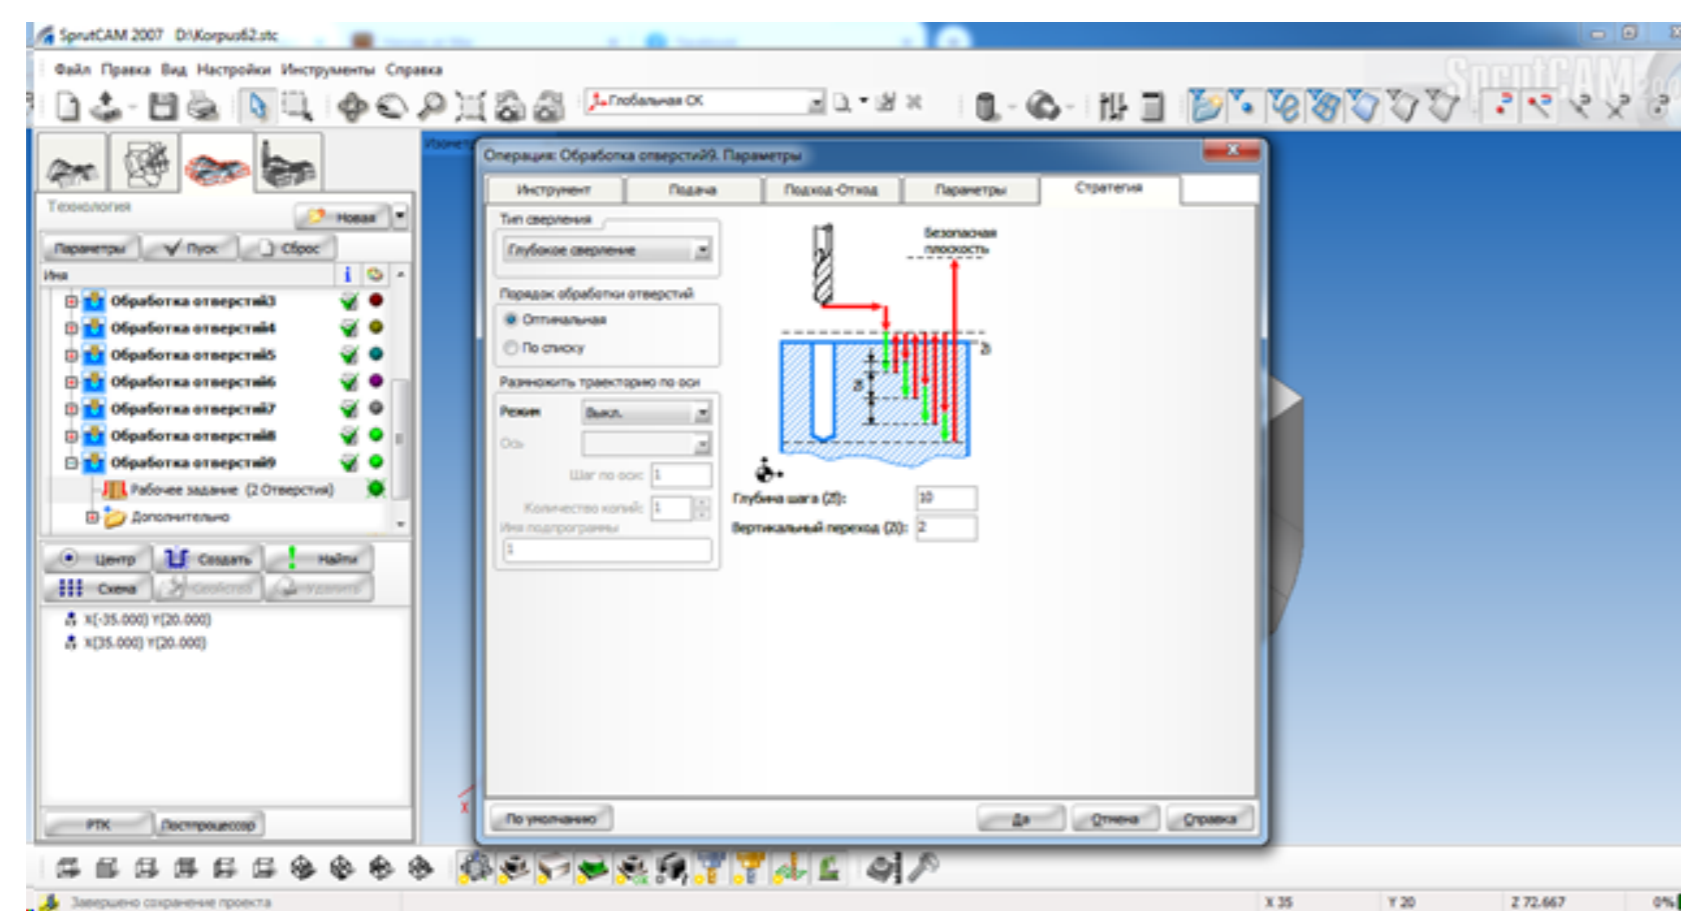 SprutCAM 2007 D:\Korpus62.stc
Файл Правка Вид Настройки Инструменты Справка
Глобальная СК
Технология
Новая
Параметры Пуск Сброс
Имя
Обработка отверстий3
Обработка отверстий4
Обработка отверстий5
Обработка отверстий6
Обработка отверстий7
Обработка отверстий8
Обработка отверстий9
Рабочее задание (2 Отверстия)
Дополнительно
Центр Создать Найти
Схема Свойства Удалить
X(-35.000) Y(20.000)
X(35.000) Y(20.000)
РТК Постпроцессор
Операция: Обработка отверстий9. Параметры
Инструмент Подача Подход-Отход Параметры Стратегия
Тип сверления
Глубокое сверление
Порядок обработки отверстий
Оптимальная
По списку
Размножить траекторию по оси
Режим Выкл.
Ось
Шаг по оси: 1
Количество копий: 1
Имя подпрограммы
1
Безопасная
плоскость
Глубина шага (Zf): 10
Вертикальный переход (Zi): 2
По умолчанию Да Отмена Справка
Завершено сохранение проекта
X 35 Y 20 Z 72.667 0%